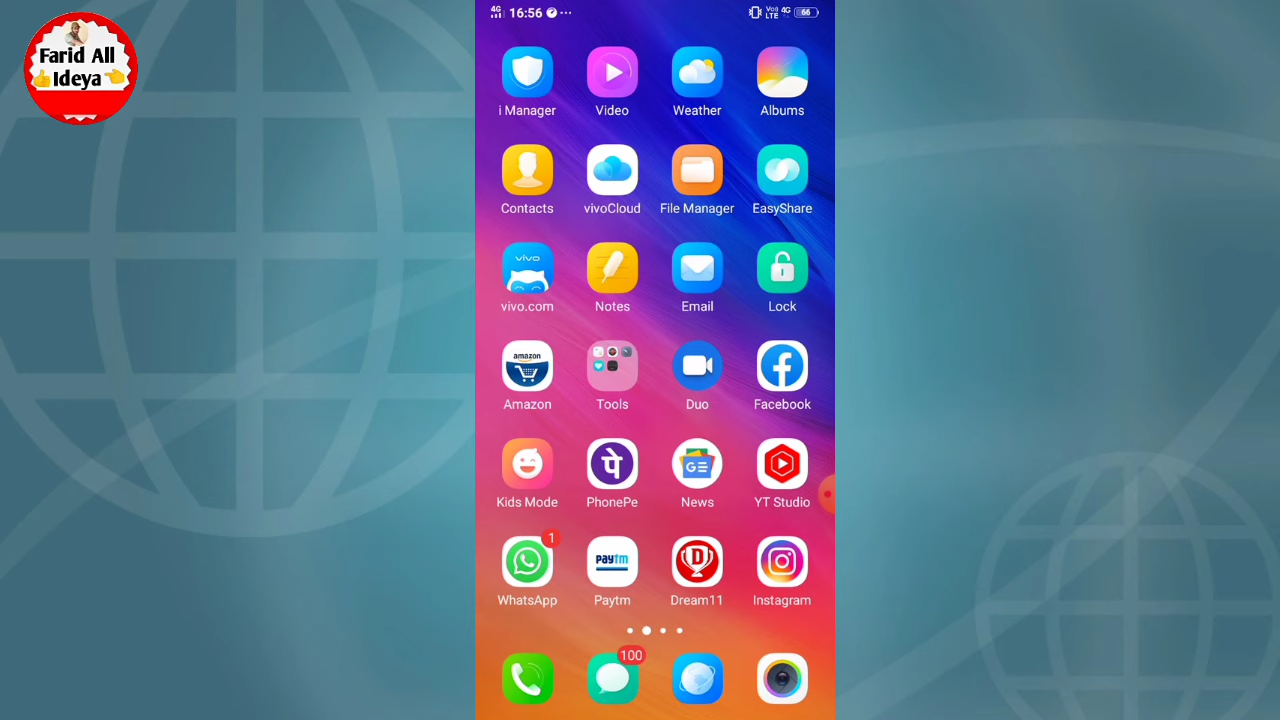 Farid All
Ideya
4G 16:56 ... Vo) LTE 4G 66
i Manager Video Weather Albums
Contacts vivoCloud File Manager EasyShare
vivo
vivo.com Notes Email Lock
amazon
Amazon Tools Duo Facebook
पे GE
Kids Mode PhonePe News YT Studio
1
Paytm D
WhatsApp Paytm Dream11 Instagram
100